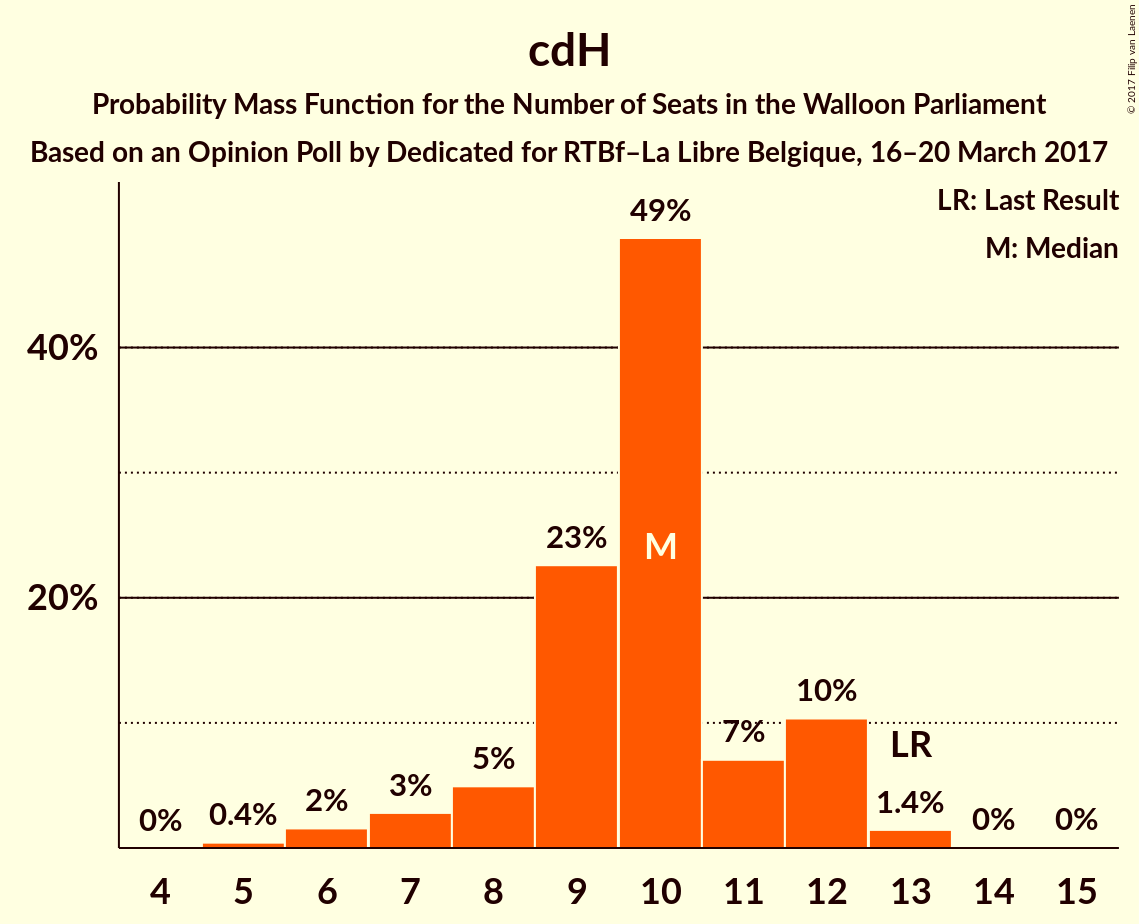 cdH
Probability Mass Function for the Number of Seats in the Walloon Parliament
Based on an Opinion Poll by Dedicated for RTBf–La Libre Belgique, 16–20 March 2017
© 2017 Filip van Laenen
LR: Last Result
M: Median
40%
20%
0%
0.4%
2%
3%
5%
23%
49%
M
7%
10%
LR
1.4%
0%
0%
4 5 6 7 8 9 10 11 12 13 14 15